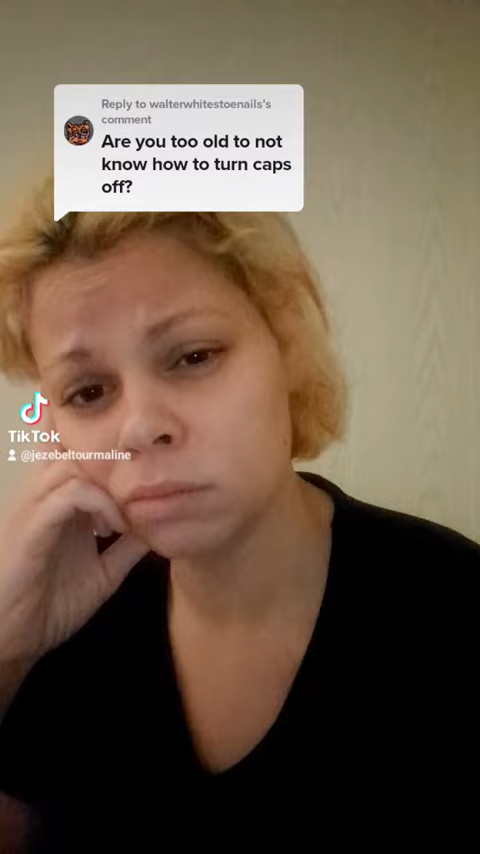 Reply to walterwhitestoenails's
comment
Are you too old to not
know how to turn caps
off?
TikTok
@jezebeltourmaline